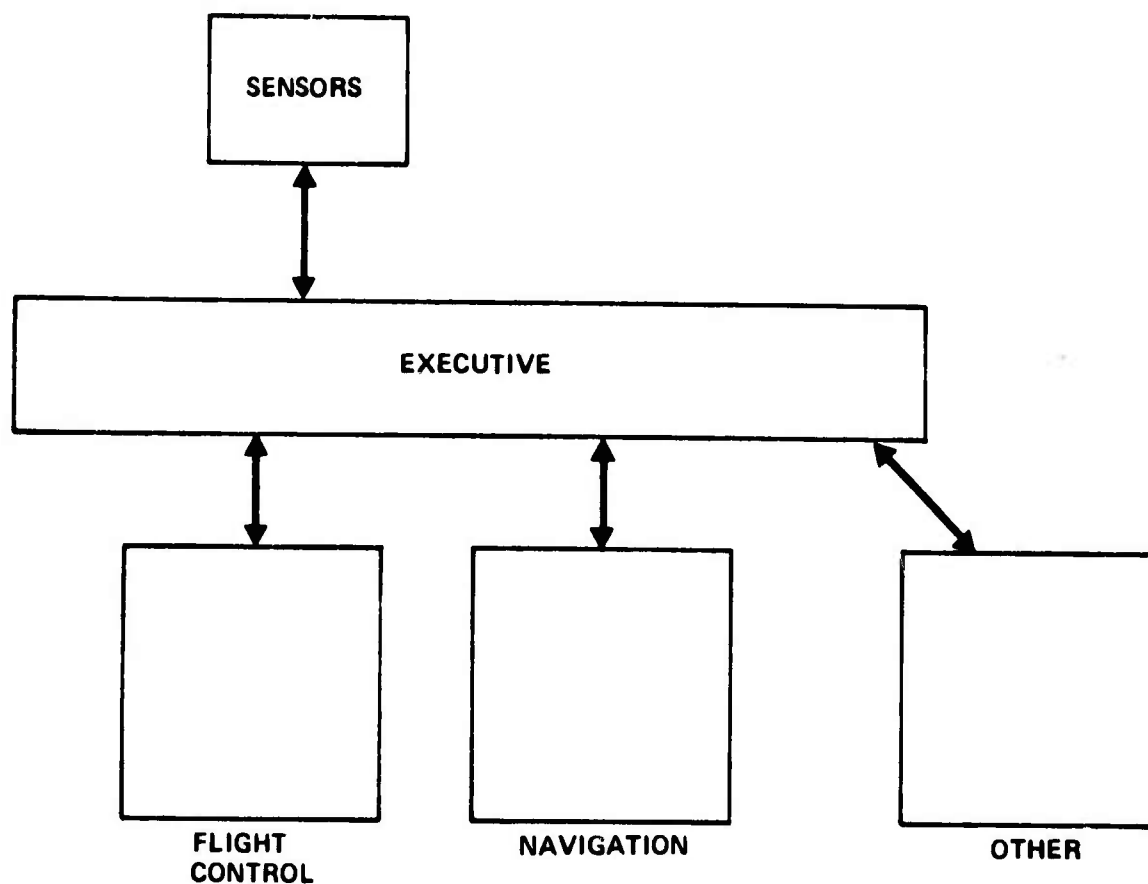 SENSORS
EXECUTIVE
FLIGHT
CONTROL
NAVIGATION
OTHER